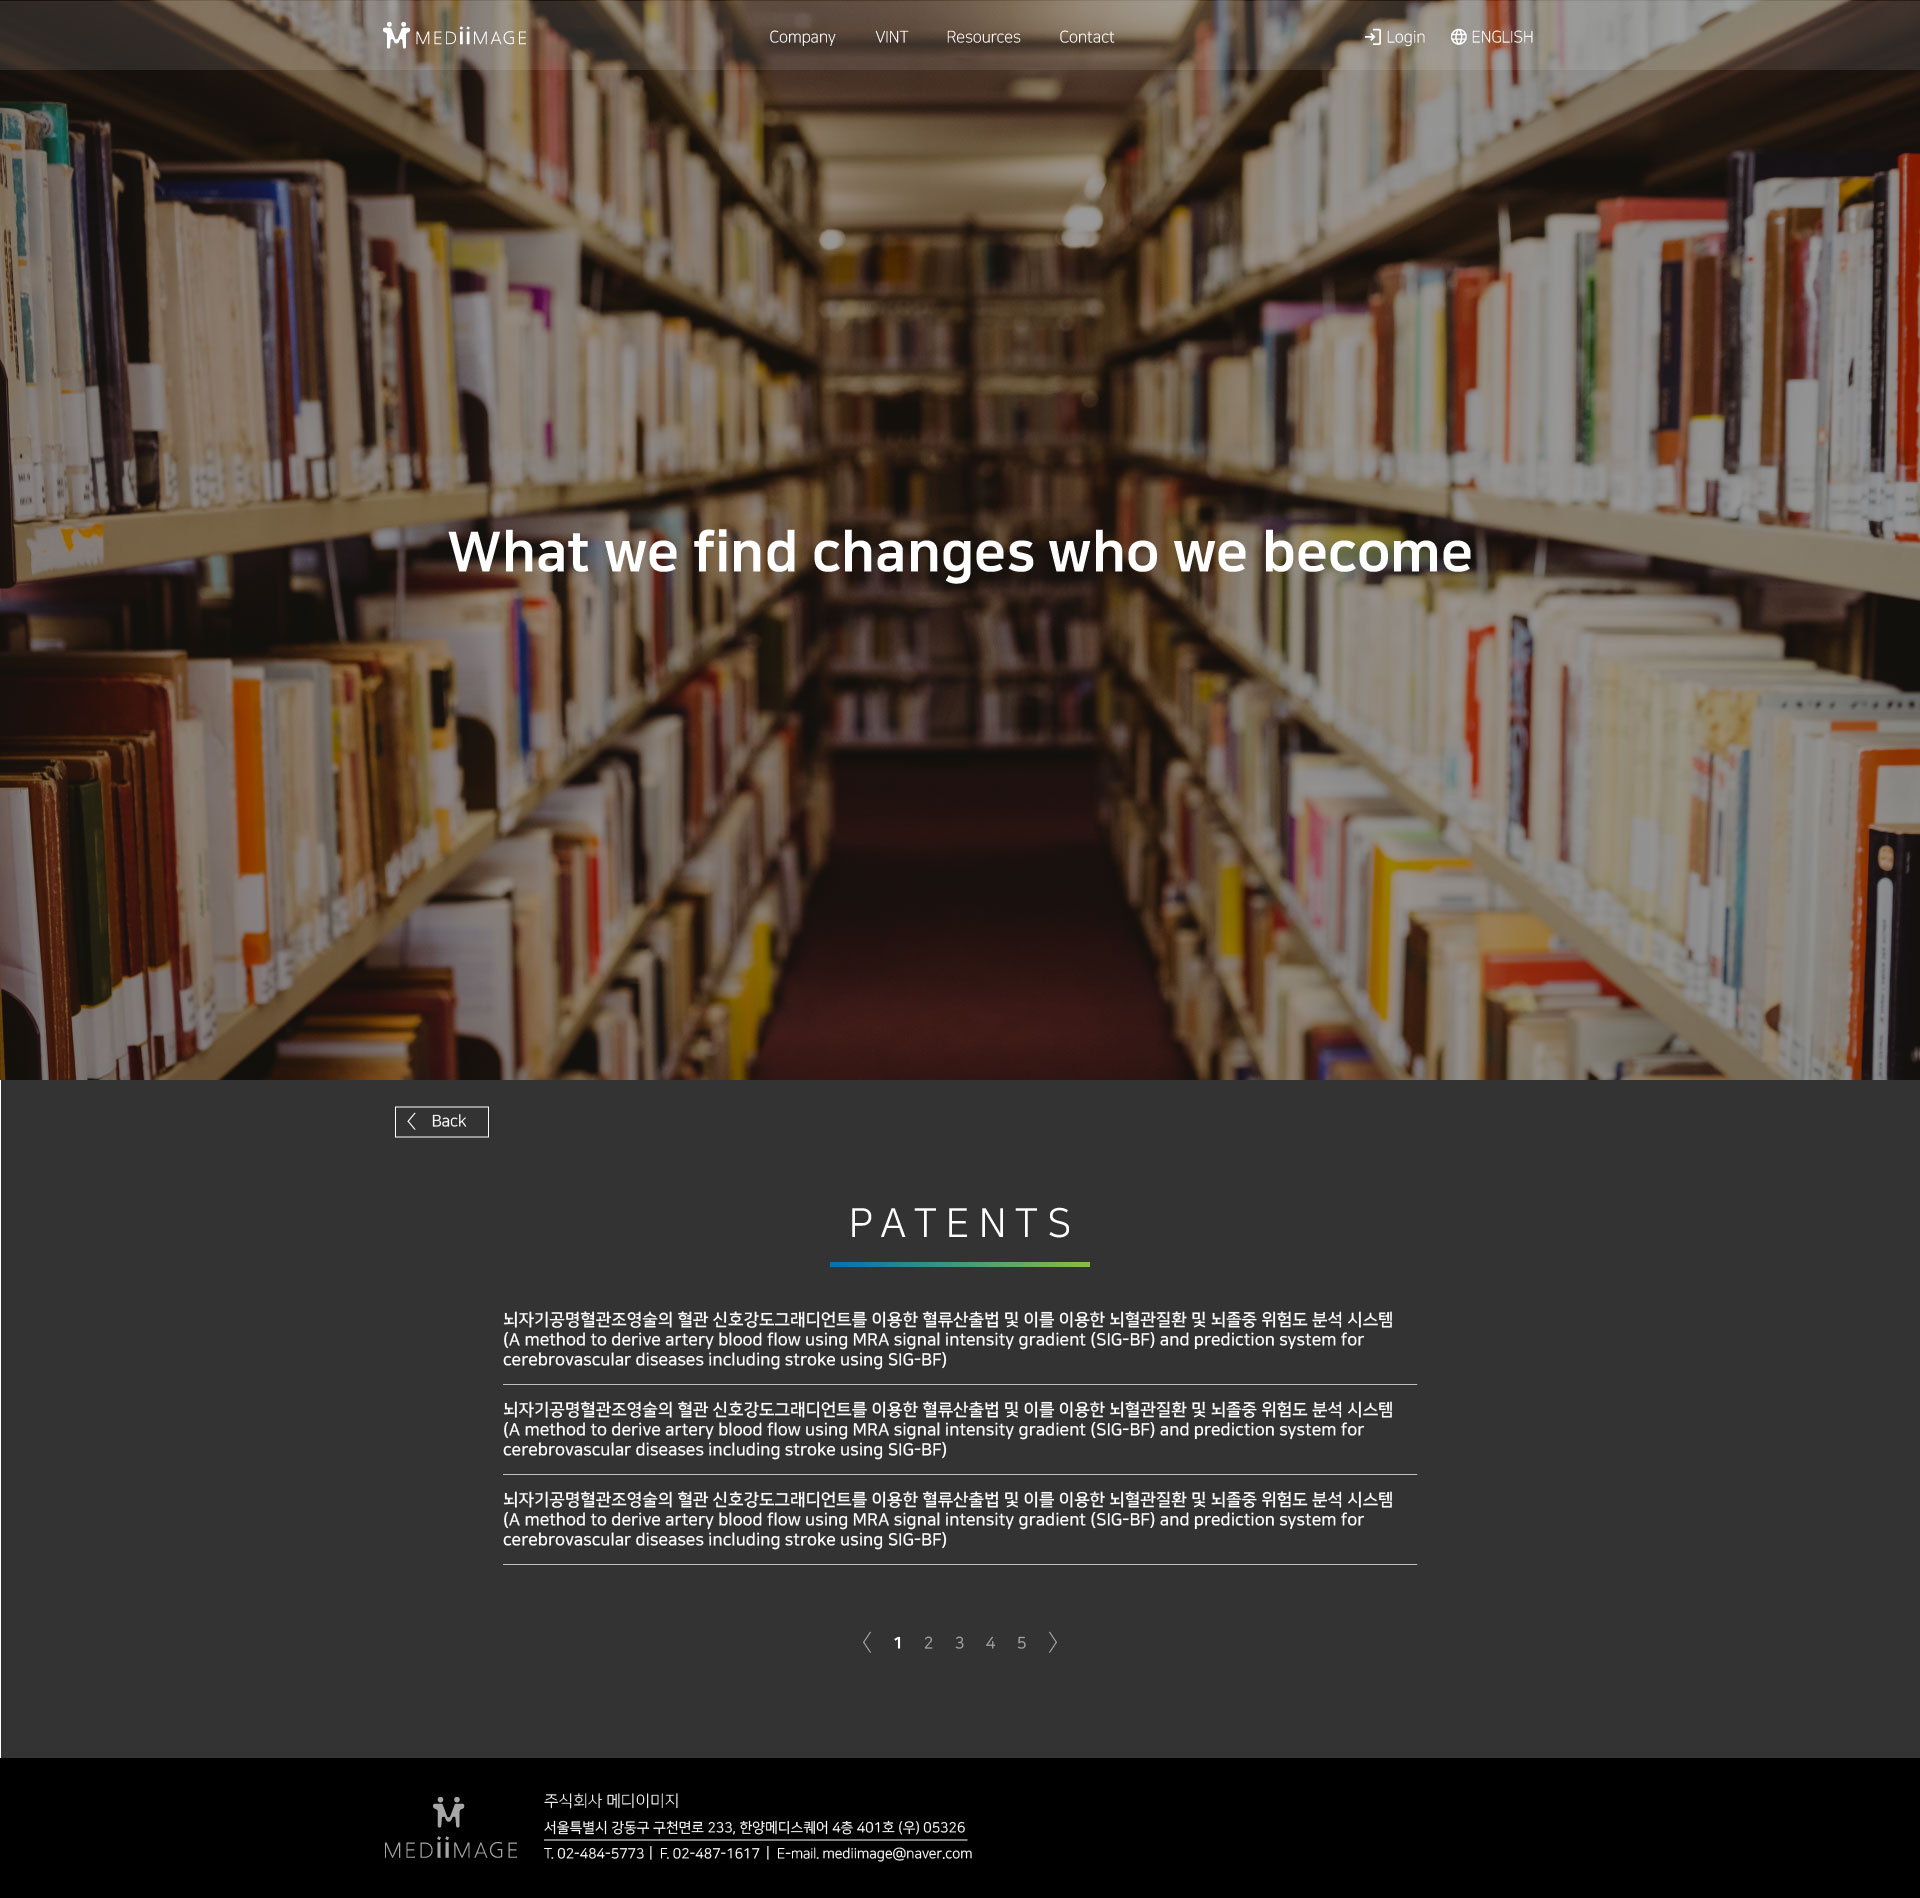 MEDiiMAGE
Company VINT Resources Contact
Login ENGLISH
What we find changes who we become
Back
PATENTS
뇌자기공명혈관조영술의 혈관 신호강도그래디언트를 이용한 혈류산출법 및 이를 이용한 뇌혈관질환 및 뇌졸중 위험도 분석 시스템
(A method to derive artery blood flow using MRA signal intensity gradient (SIG-BF) and prediction system for
cerebrovascular diseases including stroke using SIG-BF)
뇌자기공명혈관조영술의 혈관 신호강도그래디언트를 이용한 혈류산출법 및 이를 이용한 뇌혈관질환 및 뇌졸중 위험도 분석 시스템
(A method to derive artery blood flow using MRA signal intensity gradient (SIG-BF) and prediction system for
cerebrovascular diseases including stroke using SIG-BF)
뇌자기공명혈관조영술의 혈관 신호강도그래디언트를 이용한 혈류산출법 및 이를 이용한 뇌혈관질환 및 뇌졸중 위험도 분석 시스템
(A method to derive artery blood flow using MRA signal intensity gradient (SIG-BF) and prediction system for
cerebrovascular diseases including stroke using SIG-BF)
1 2 3 4 5
MEDiiMAGE
주식회사 메디이미지
서울특별시 강동구 구천면로 233, 한양메디스퀘어 4층 401호 (우) 05326
T. 02-484-5773 | F. 02-487-1617 | E-mail. mediimage@naver.com